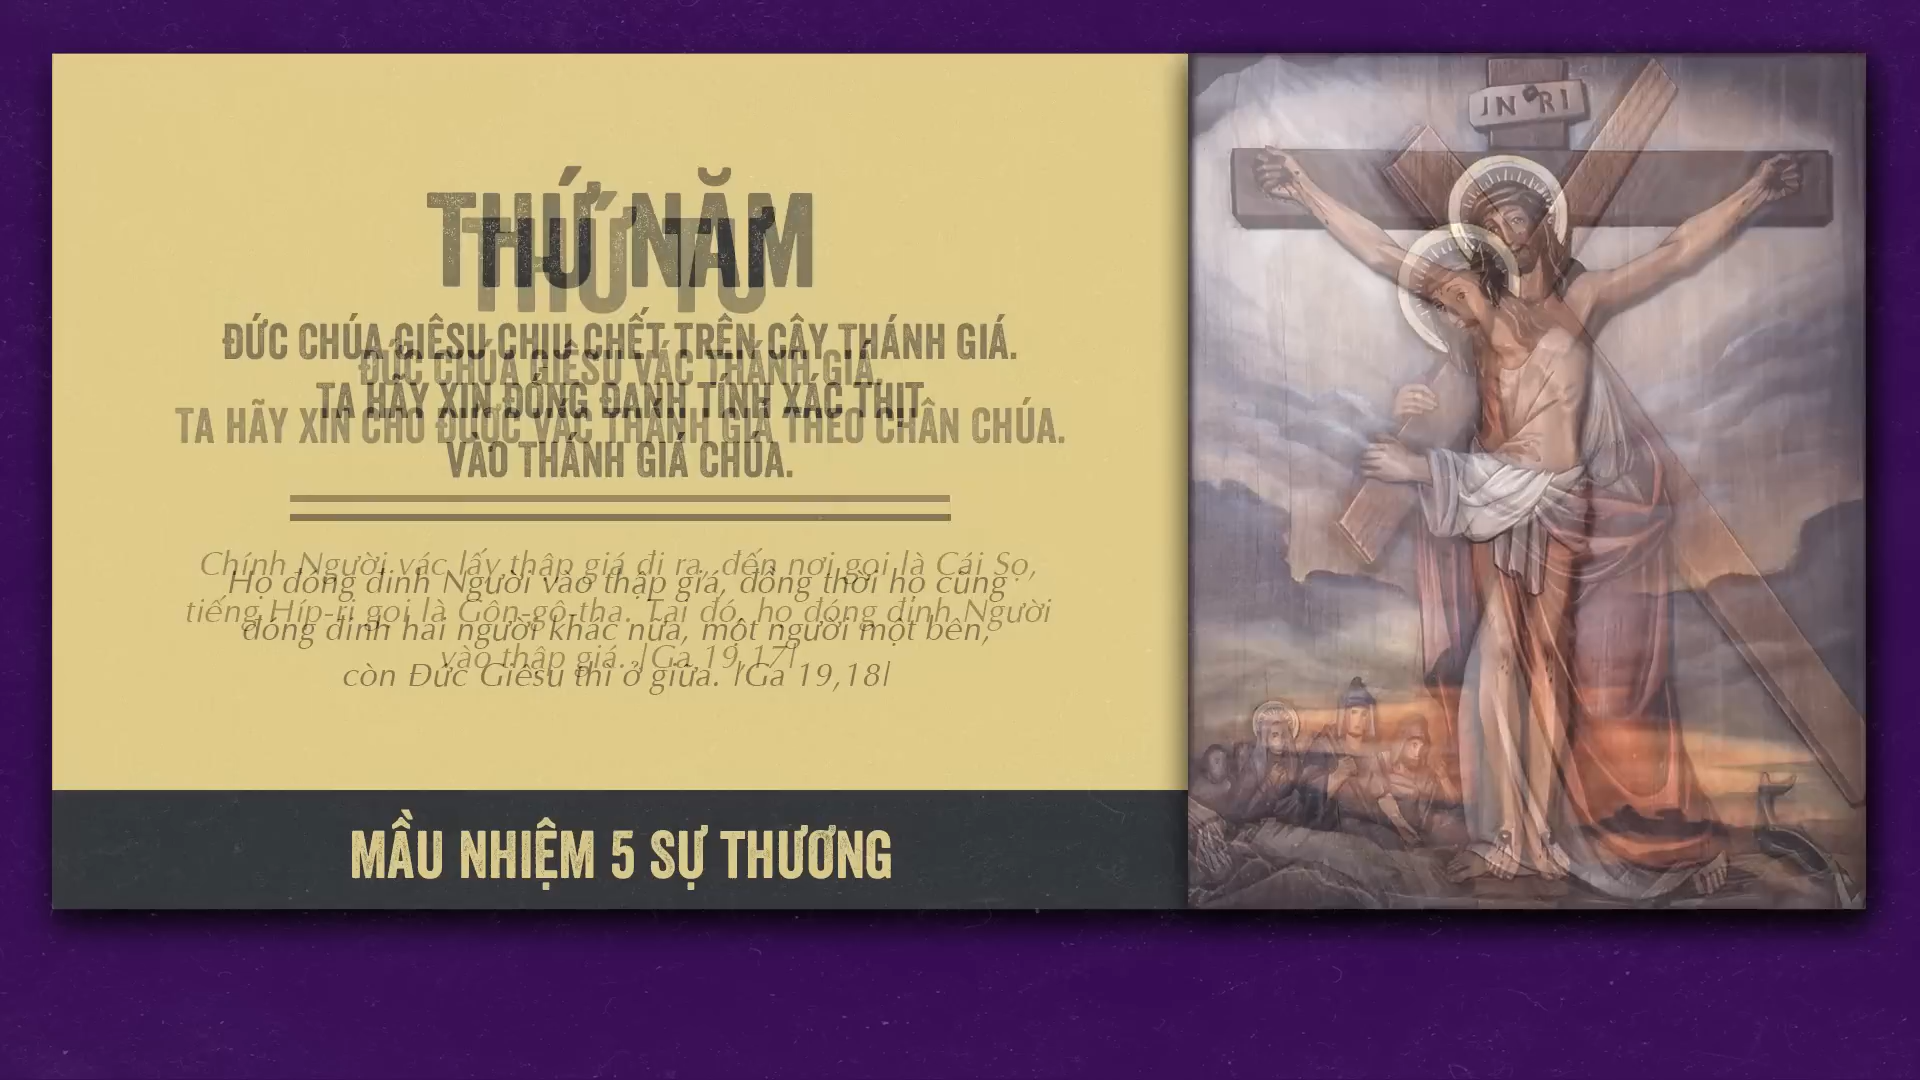 THỨ NĂM
THỨ TƯ
ĐỨC CHÚA GIÊSU CHỊU CHẾT TRÊN CÂY THÁNH GIÁ.
ĐỨC CHÚA GIÊSU VÁC THÁNH GIÁ.
TA HÃY XIN ĐÓNG ĐANH TÍNH XÁC THỊT
TA HÃY XIN CHO ĐƯỢC VÁC THÁNH GIÁ THEO CHÂN CHÚA.
VÀO THÁNH GIÁ CHÚA.
Chính Người vác lấy thập giá đi ra, đến nơi gọi là Cái Sọ,
Họ đóng đinh Người vào thập giá, đồng thời họ cũng
tiếng Híp-ri gọi là Gôn-gô-tha. Tại đó, họ đóng đinh Người
đóng đinh hai người khác nữa, một người một bên,
vào thập giá. |Ga 19,17|
còn Đức Giêsu thì ở giữa. |Ga 19,18|
MẦU NHIỆM 5 SỰ THƯƠNG
INRI